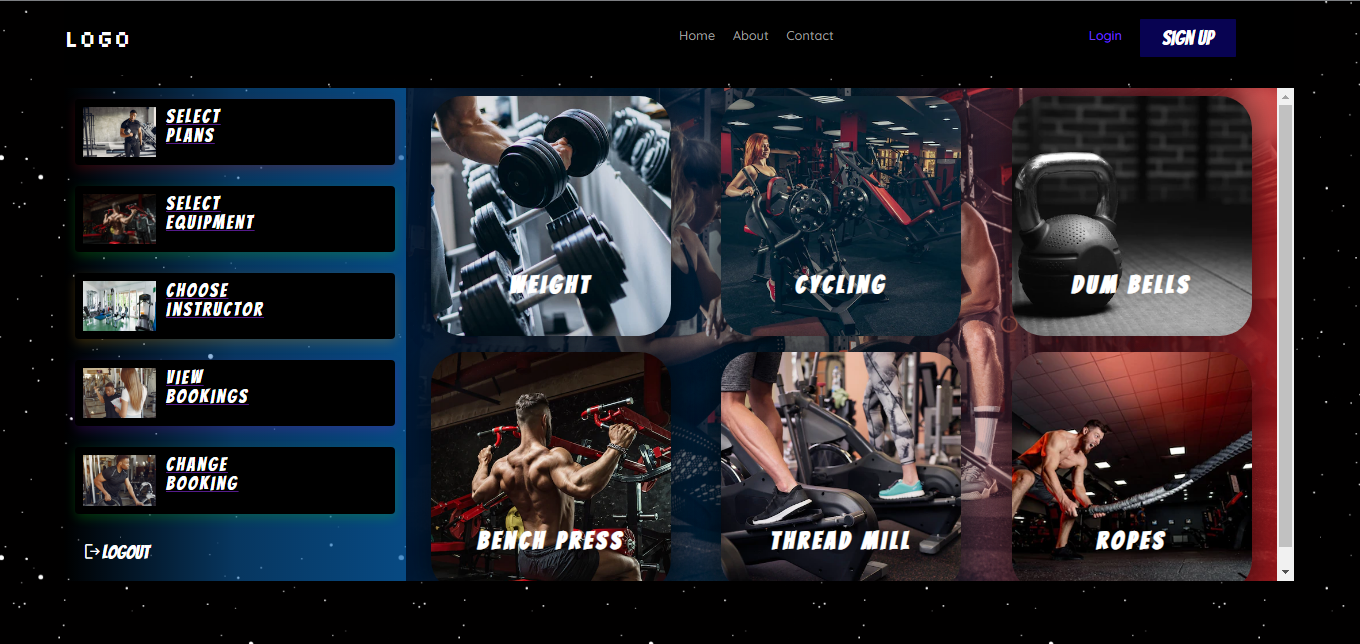 LOGO
Home
About
Contact
Login
SIGN UP
SELECT
PLANS
SELECT
EQUIPMENT
CHOOSE
INSTRUCTOR
VIEW
BOOKINGS
CHANGE
BOOKING
LOGOUT
WEIGHT
CYCLING
DUM BELLS
BENCH PRESS
THREAD MILL
ROPES